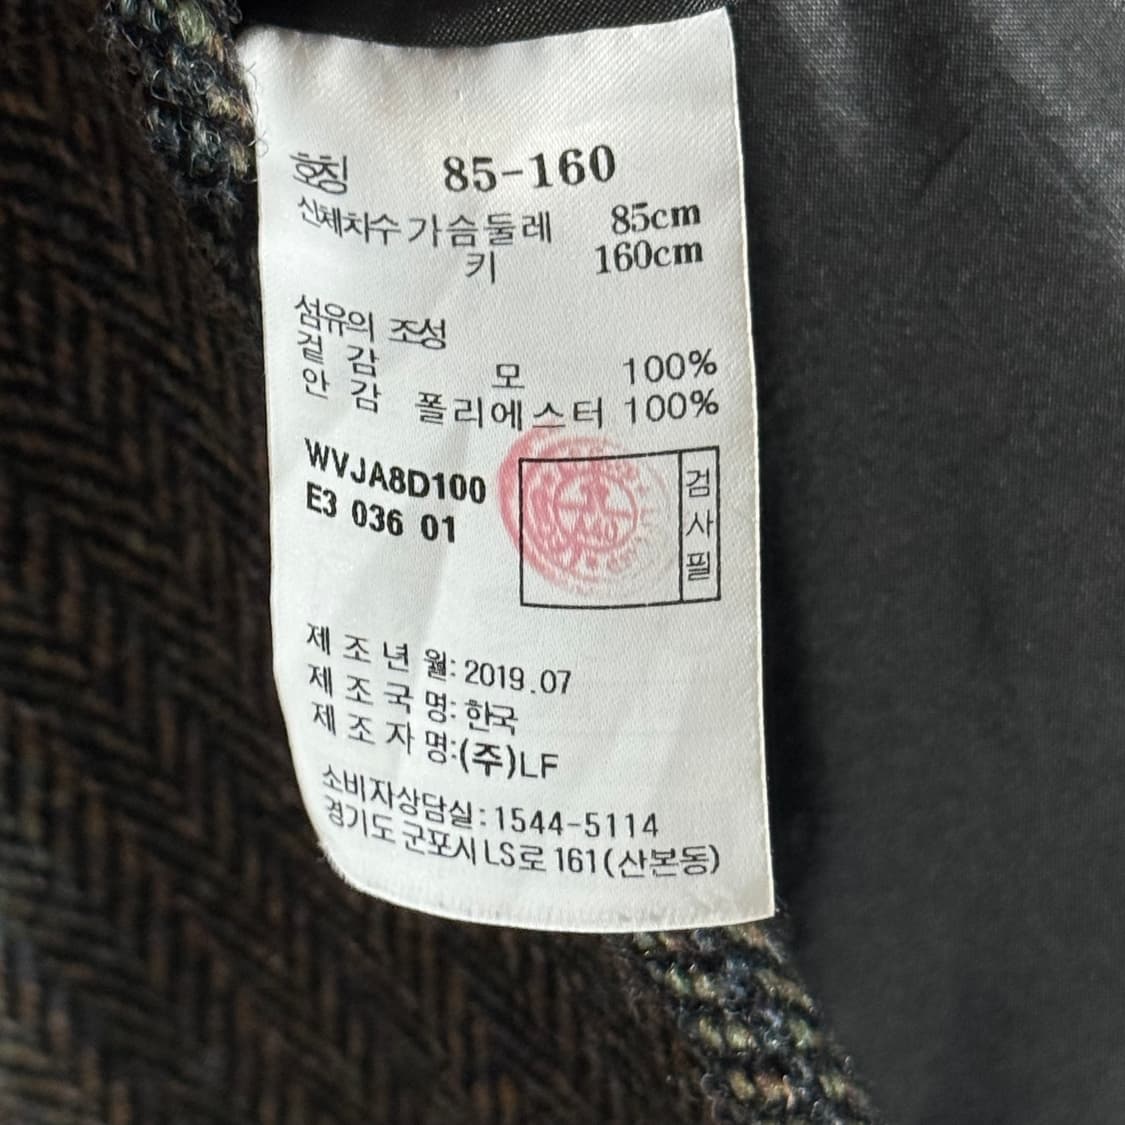 호칭 85-160
신체치수 가슴둘레 85cm
키 160cm
섬유의 조성
겉 감 모 100%
안 감 폴리에스터 100%
WVJA8D100
E3 036 01
검
사
필
제 조 년 월: 2019.07
제 조 국 명: 한국
제 조 자 명:(주)LF
소비자상담실: 1544-5114
경기도 군포시 LS로 161(산본동)